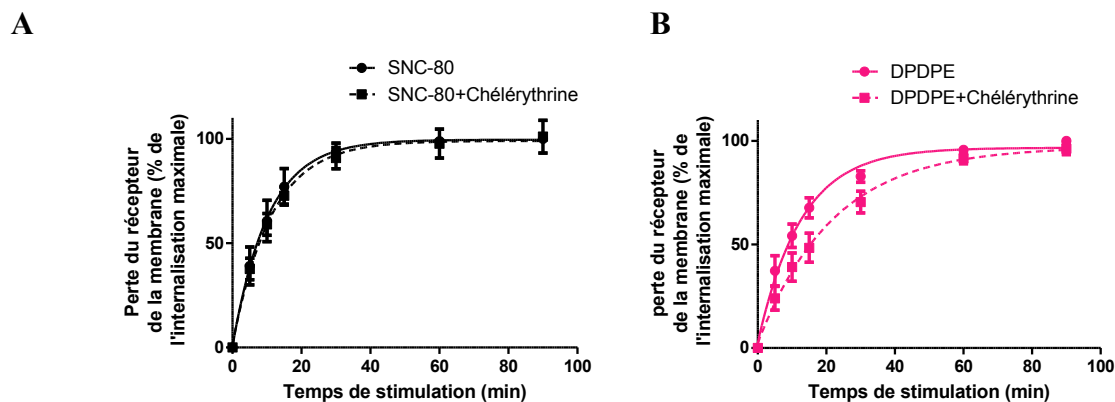 A
SNC-80
SNC-80+Chélérythrine
Perte du récepteur
de la membrane (% de
l'internalisation maximale)
100
50
0
0 20 40 60 80 100
Temps de stimulation (min)
B
DPDPE
DPDPE+Chélérythrine
perte du récepteur
de la membrane (% de
l'internalisation maximale)
100
50
0
0 20 40 60 80 100
Temps de stimulation (min)